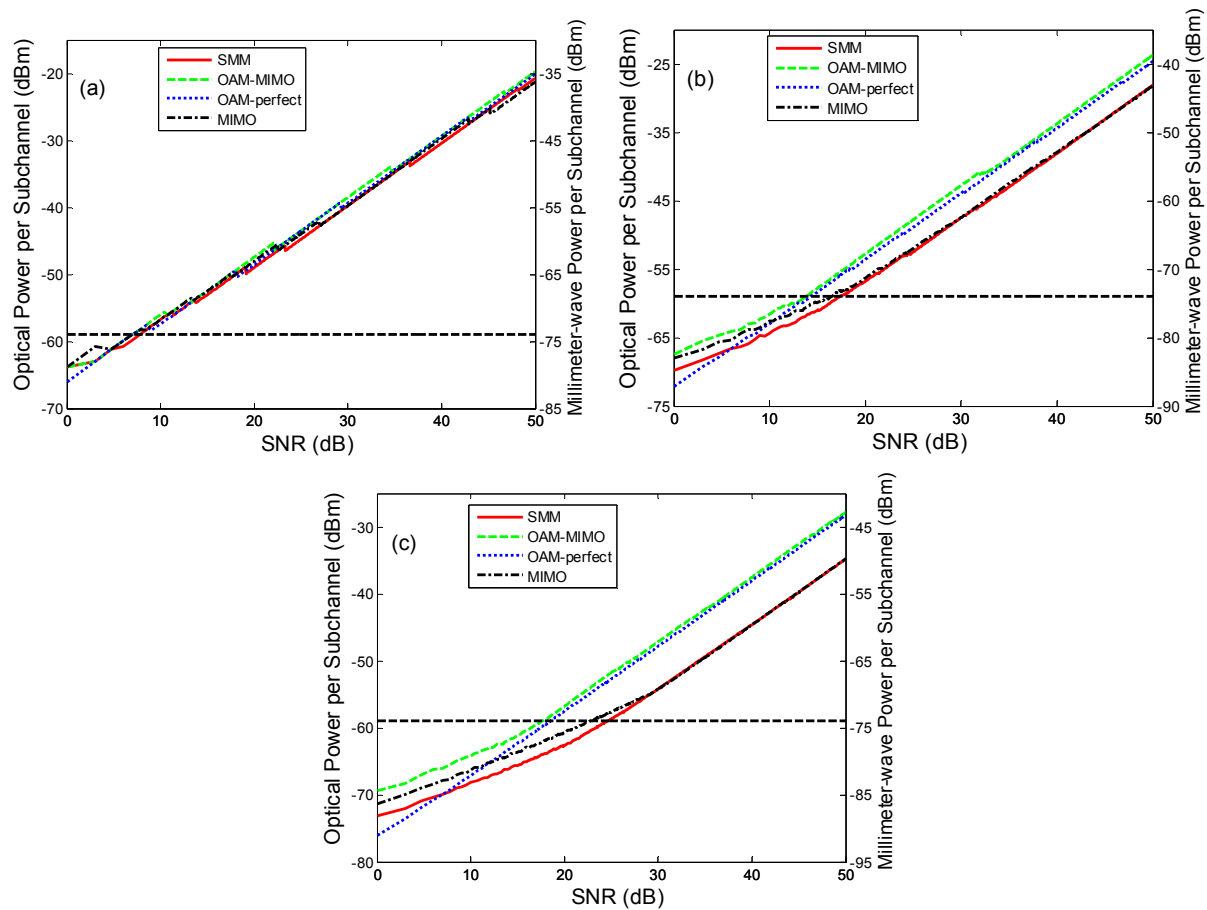 (a)
SMM
OAM-MIMO
OAM-perfect
MIMO
Optical Power per Subchannel (dBm)
-20
-30
-40
-50
-60
-70
Millimeter-wave Power per Subchannel (dBm)
-35
-45
-55
-65
-75
-85
0 10 20 30 40 50
SNR (dB)
(b)
SMM
OAM-MIMO
OAM-perfect
MIMO
Optical Power per Subchannel (dBm)
-25
-35
-45
-55
-65
-75
Millimeter-wave Power per Subchannel (dBm)
-40
-50
-60
-70
-80
-90
0 10 20 30 40 50
SNR (dB)
(c)
SMM
OAM-MIMO
OAM-perfect
MIMO
Optical Power per Subchannel (dBm)
-30
-40
-50
-60
-70
-80
Millimeter-wave Power per Subchannel (dBm)
-45
-55
-65
-75
-85
-95
0 10 20 30 40 50
SNR (dB)